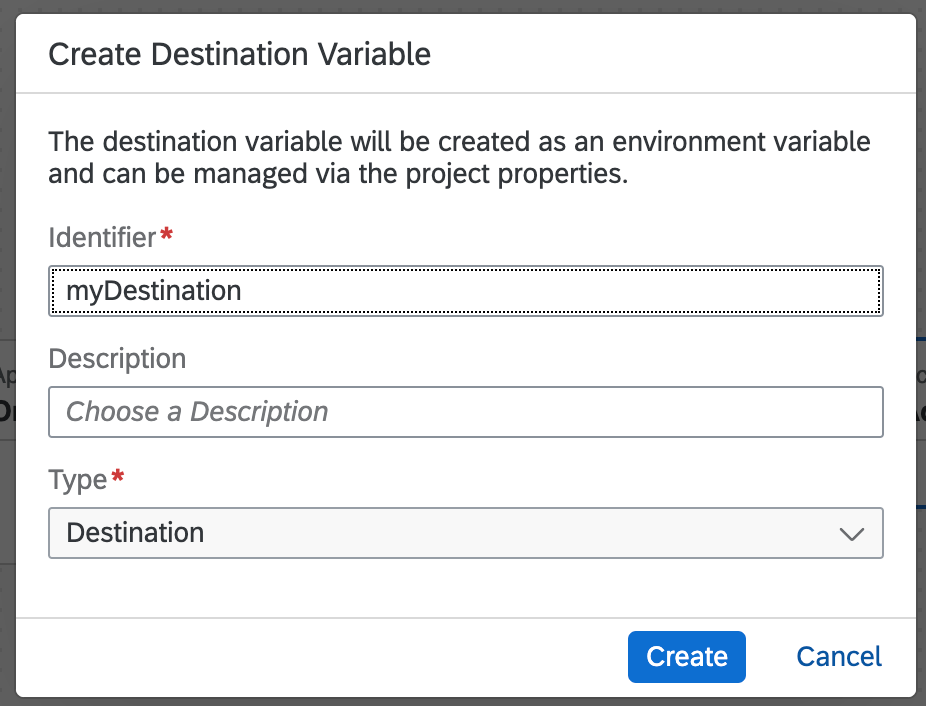 Create Destination Variable
The destination variable will be created as an environment variable
and can be managed via the project properties.
Identifier*
myDestination
Description
Choose a Description
Type*
Destination
Create
Cancel